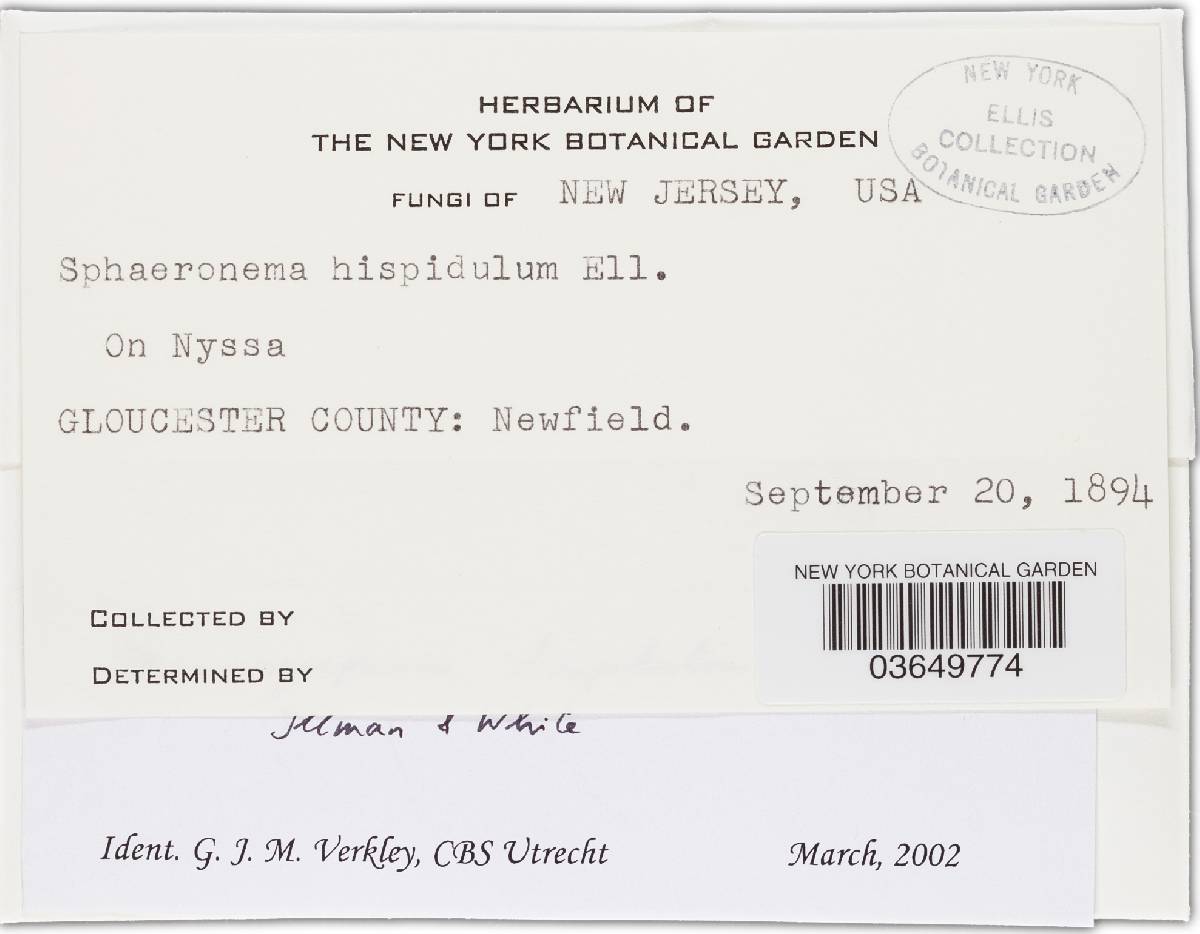 HERBARIUM OF
THE NEW YORK BOTANICAL GARDEN
NEW YORK
ELLIS
COLLECTION
BOTANICAL GARDEN
FUNGI OF NEW JERSEY, USA
Sphaeronema hispidulum Ell.
On Nyssa
GLOUCESTER COUNTY: Newfield.
September 20, 1894
NEW YORK BOTANICAL GARDEN
03649774
COLLECTED BY
DETERMINED BY
& White
Ident. G. J. M. Verkley, CBS Utrecht March, 2002